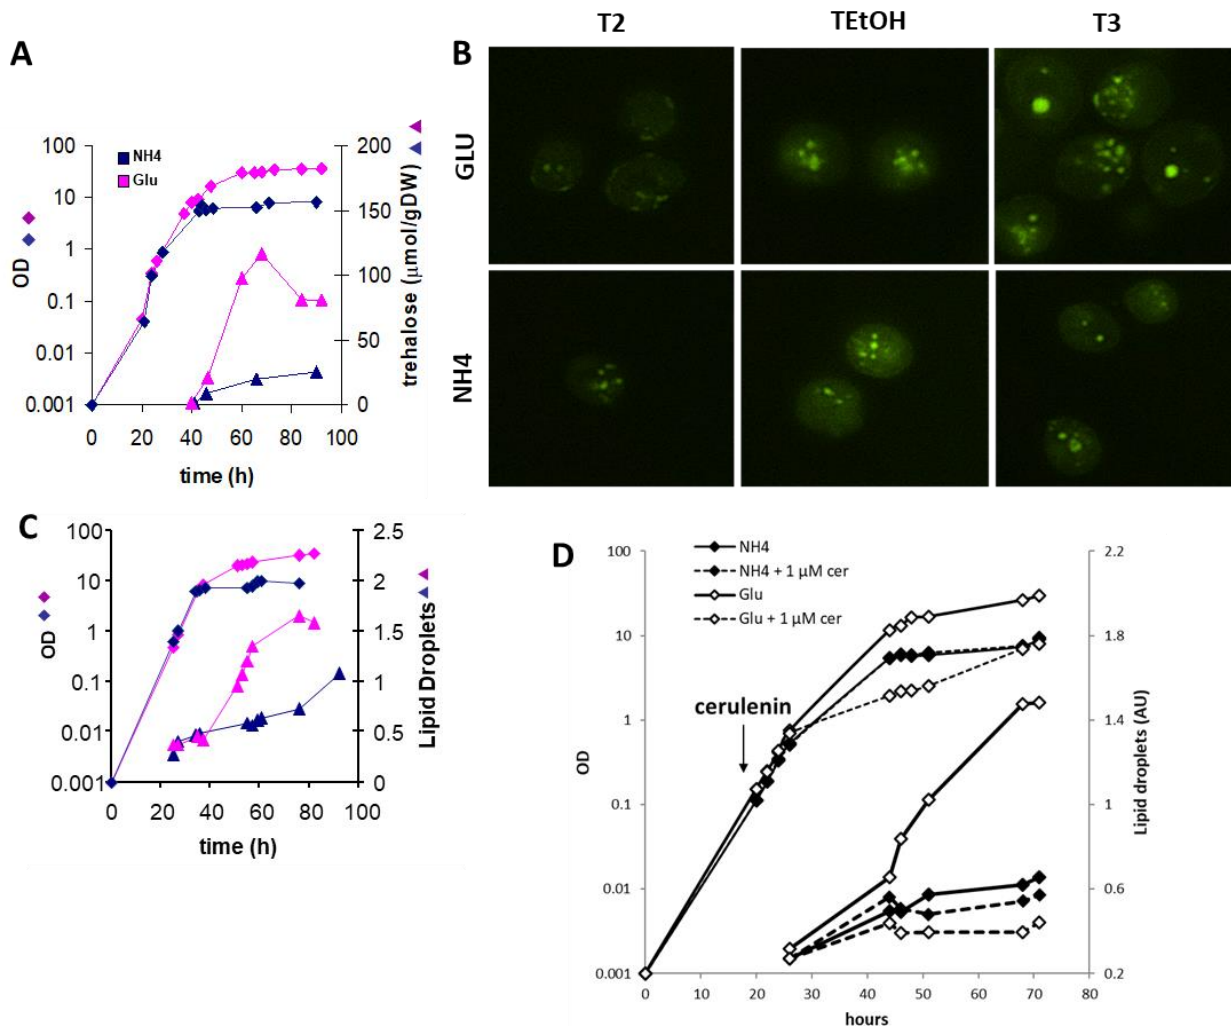 A
100
10
1
0.1
0.01
0.001
OD
NH4
Glu
200
150
100
50
0
trehalose (µmol/gDW)
0 20 40 60 80 100
time (h)
B
T2 TEtOH T3
GLU
NH4
C
100
10
1
0.1
0.01
0.001
OD
2.5
2
1.5
1
0.5
0
Lipid Droplets
0 20 40 60 80 100
time (h)
D
NH4
NH4 + 1 µM cer
Glu
Glu + 1 µM cer
cerulenin
100
10
1
0.1
0.01
0.001
OD
2.2
1.8
1.4
1
0.6
0.2
Lipid droplets (AU)
0 10 20 30 40 50 60 70 80
hours